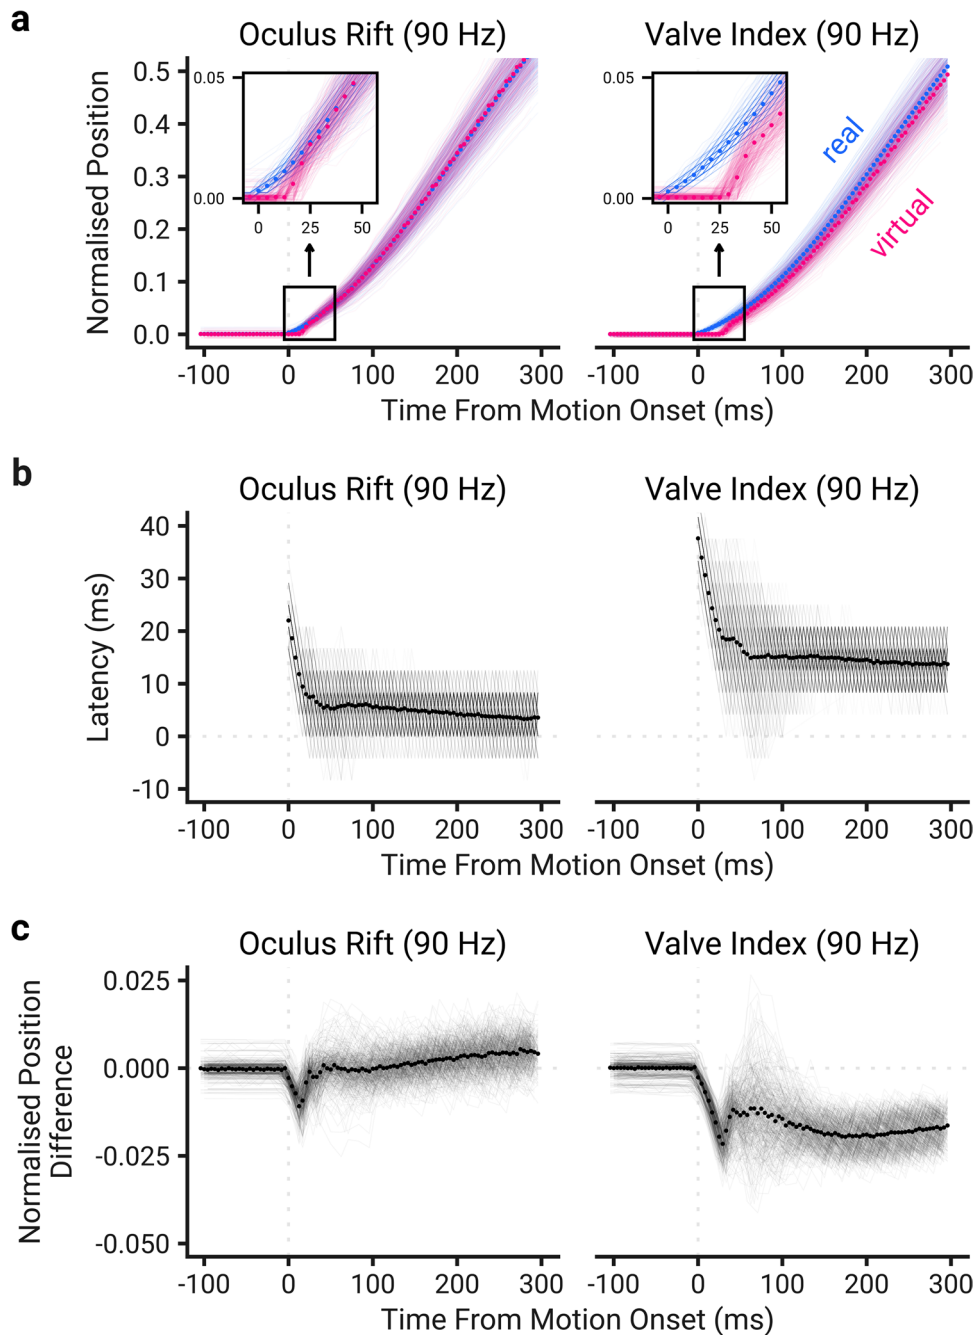 a
Oculus Rift (90 Hz)
Valve Index (90 Hz)
Normalised Position
0.5
0.4
0.3
0.2
0.1
0.0
0.05
0.00
0 25 50
0.05
0.00
0 25 50
real
virtual
-100 0 100 200 300
-100 0 100 200 300
Time From Motion Onset (ms)
b
Oculus Rift (90 Hz)
Valve Index (90 Hz)
Latency (ms)
40
30
20
10
0
-10
-100 0 100 200 300
-100 0 100 200 300
Time From Motion Onset (ms)
c
Oculus Rift (90 Hz)
Valve Index (90 Hz)
Normalised Position
Difference
0.025
0.000
-0.025
-0.050
-100 0 100 200 300
-100 0 100 200 300
Time From Motion Onset (ms)